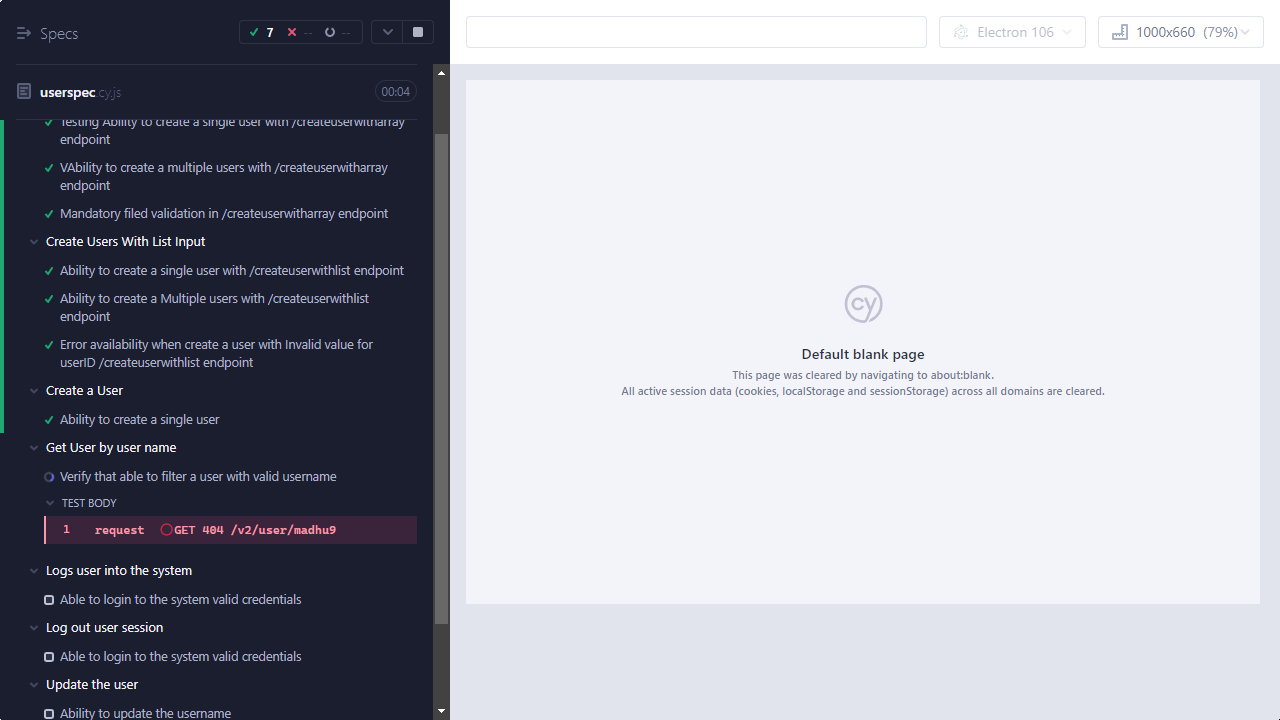 Specs
7
--
--
Electron 106
1000x660 (79%)
userspec.cy.js
00:04
Testing Ability to create a single user with /createuserwitharray
endpoint
VAbility to create a multiple users with /createuserwitharray
endpoint
Mandatory filed validation in /createuserwitharray endpoint
Create Users With List Input
Ability to create a single user with /createuserwithlist endpoint
Ability to create a Multiple users with /createuserwithlist
endpoint
Error availability when create a user with Invalid value for
userID /createuserwithlist endpoint
Create a User
Ability to create a single user
Get User by user name
Verify that able to filter a user with valid username
TEST BODY
1 request GET 404 /v2/user/madhu9
Logs user into the system
Able to login to the system valid credentials
Log out user session
Able to login to the system valid credentials
Update the user
Ability to update the username
cy
Default blank page
This page was cleared by navigating to about:blank.
All active session data (cookies, localStorage and sessionStorage) across all domains are cleared.